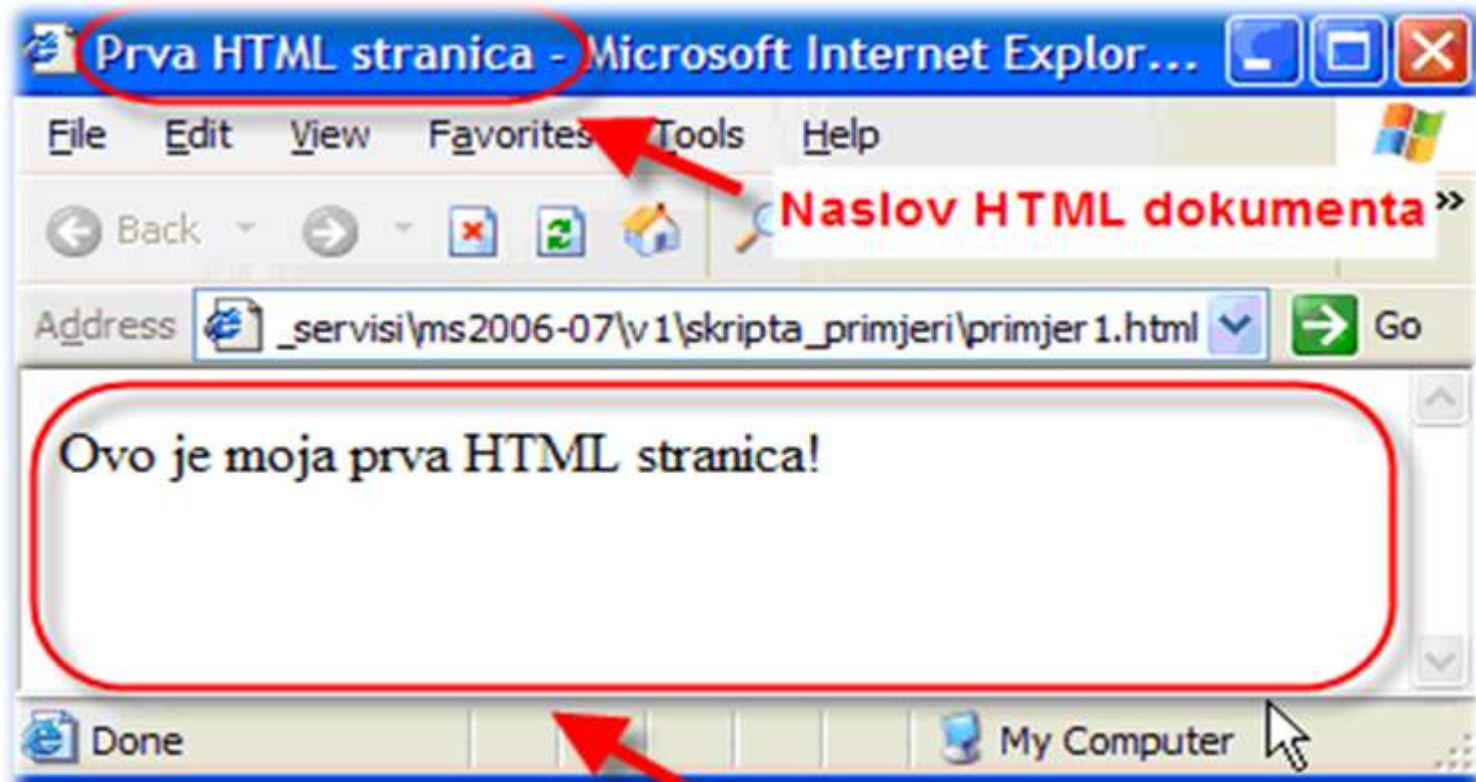 Prva HTML stranica - Microsoft Internet Explor...
File Edit View Favorites Tools Help
Naslov HTML dokumenta »
Back
Address _servisi\ms2006-07\v1\skripta_primjeri\primjer1.html Go
Ovo je moja prva HTML stranica!
Done My Computer